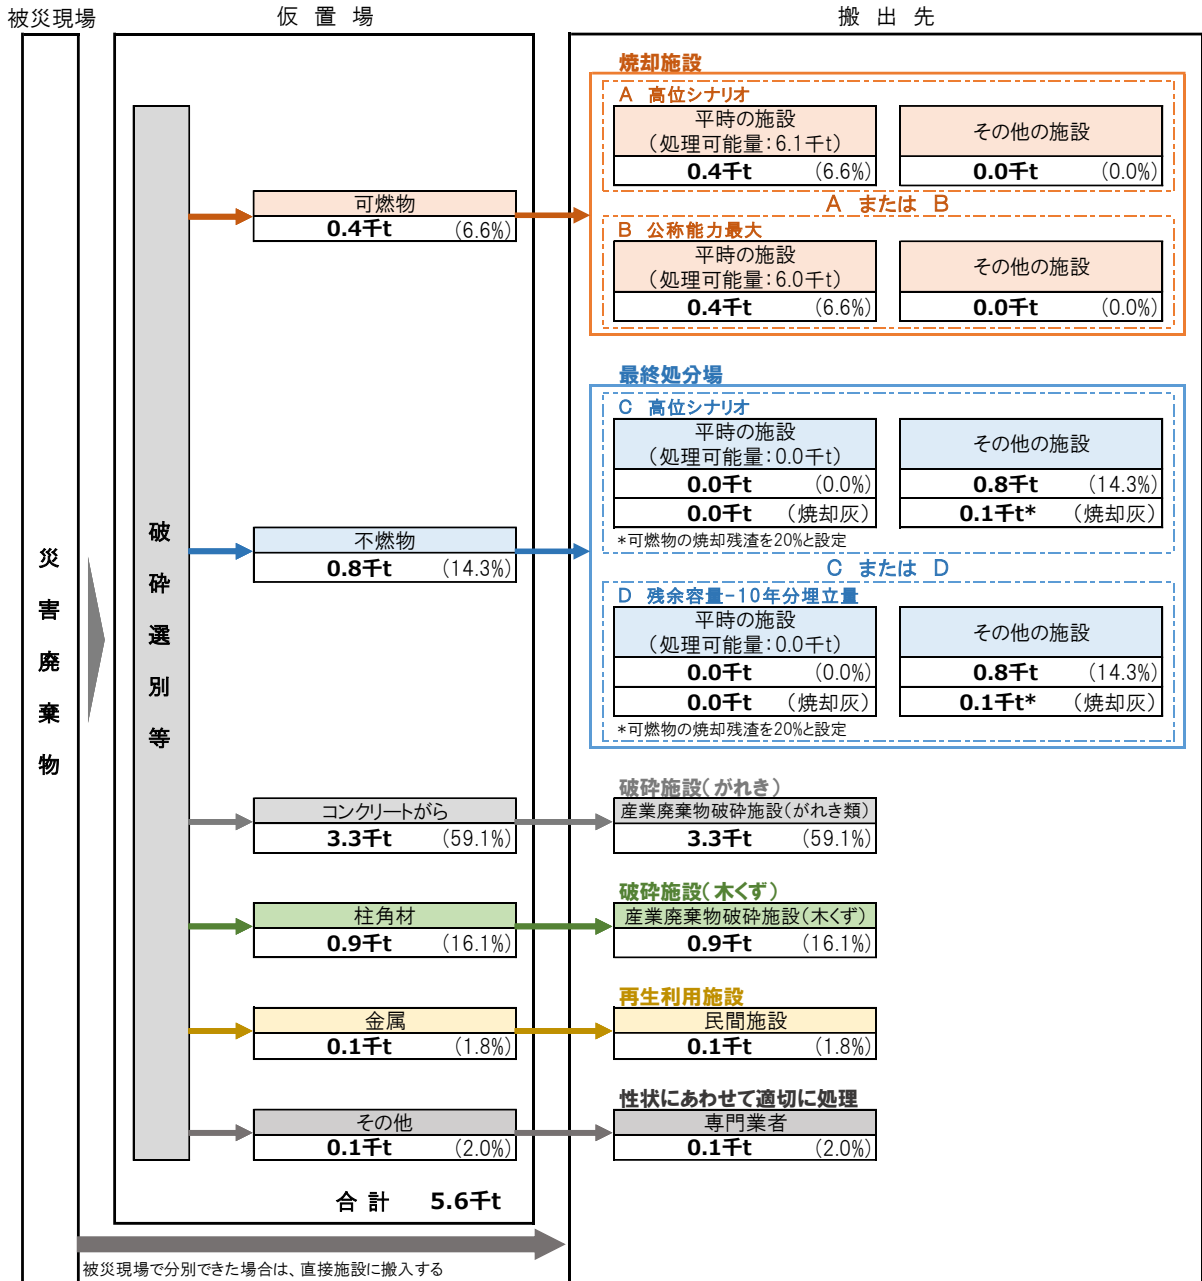 被災現場
仮 置 場
搬 出 先
災害廃棄物
破砕選別等
可燃物
0.4千t (6.6%)
不燃物
0.8千t (14.3%)
コンクリートがら
3.3千t (59.1%)
柱角材
0.9千t (16.1%)
金属
0.1千t (1.8%)
その他
0.1千t (2.0%)
合 計 5.6千t
焼却施設
A 高位シナリオ
平時の施設
(処理可能量:6.1千t)
0.4千t (6.6%)
その他の施設
0.0千t (0.0%)
A または B
B 公称能力最大
平時の施設
(処理可能量:6.0千t)
0.4千t (6.6%)
その他の施設
0.0千t (0.0%)
最終処分場
C 高位シナリオ
平時の施設
(処理可能量:0.0千t)
0.0千t (0.0%)
0.0千t (焼却灰)
その他の施設
0.8千t (14.3%)
0.1千t* (焼却灰)
*可燃物の焼却残渣を20%と設定
C または D
D 残余容量-10年分埋立量
平時の施設
(処理可能量:0.0千t)
0.0千t (0.0%)
0.0千t (焼却灰)
その他の施設
0.8千t (14.3%)
0.1千t* (焼却灰)
*可燃物の焼却残渣を20%と設定
破砕施設(がれき)
産業廃棄物破砕施設(がれき類)
3.3千t (59.1%)
破砕施設(木くず)
産業廃棄物破砕施設(木くず)
0.9千t (16.1%)
再生利用施設
民間施設
0.1千t (1.8%)
性状にあわせて適切に処理
専門業者
0.1千t (2.0%)
被災現場で分別できた場合は、直接施設に搬入する